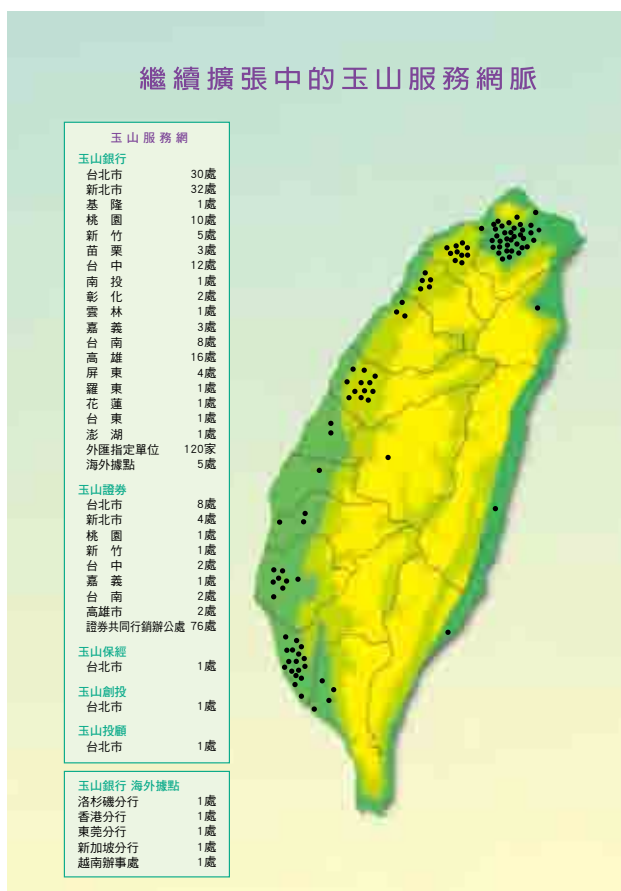 繼續擴張中的玉山服務網脈
玉山服務網
玉山銀行
台北市 30處
新北市 32處
基隆 1處
桃園 10處
新竹 5處
苗栗 3處
台中 12處
南投 1處
彰化 2處
雲林 1處
嘉義 3處
台南 8處
高雄 16處
屏東 4處
羅東 1處
花蓮 1處
台東 1處
澎湖 1處
外匯指定單位 120家
海外據點 5處
玉山證券
台北市 8處
新北市 4處
桃園 1處
新竹 1處
台中 2處
嘉義 1處
台南 2處
高雄市 2處
證券共同行銷辦公處 76處
玉山保經
台北市 1處
玉山創投
台北市 1處
玉山投顧
台北市 1處
玉山銀行 海外據點
洛杉磯分行 1處
香港分行 1處
東莞分行 1處
新加坡分行 1處
越南辦事處 1處